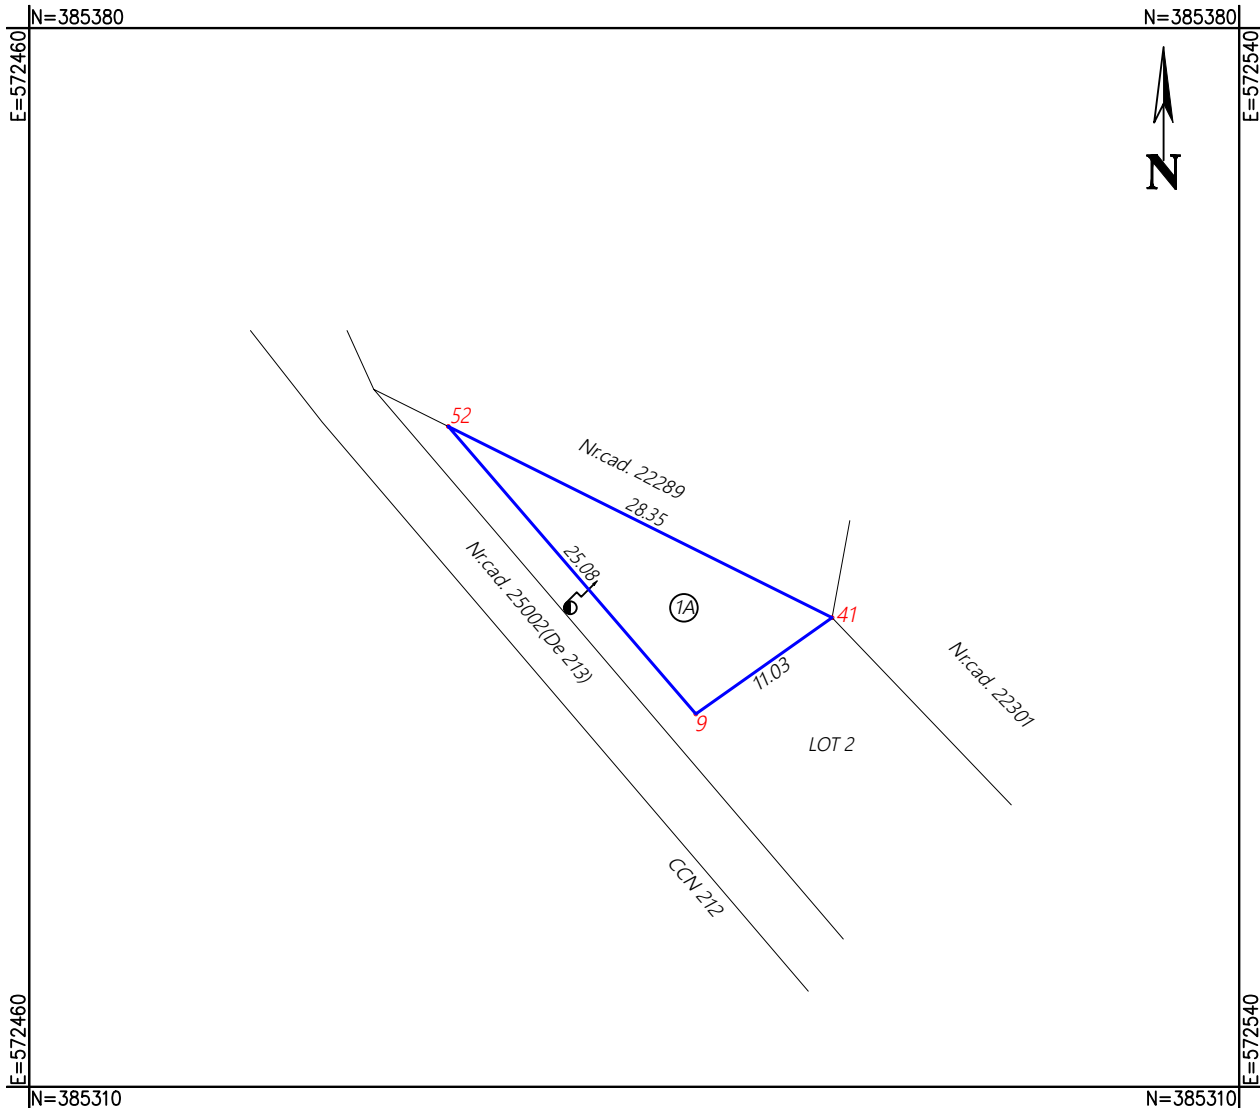 N=385380
N=385380
E=572460
E=572540
N
52
Nr.cad. 22289
28.35
25.08
Nr.cad. 25002(De 213)
1A
41
11.03
Nr.cad. 22301
9
LOT 2
CCN 212
E=572460
E=572540
N=385310
N=385310